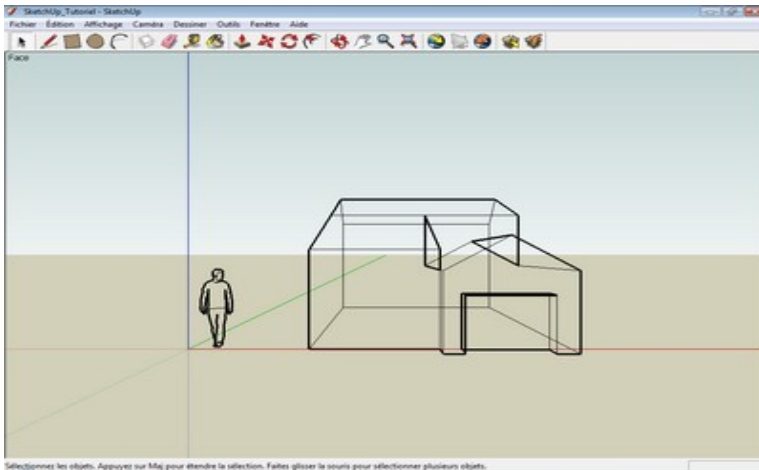 SketchUp_Tutoriel - SketchUp
Fichier Édition Affichage Caméra Dessiner Outils Fenêtre Aide
Face
Sélectionnez les objets. Appuyez sur Maj pour étendre la sélection. Faites glisser la souris pour sélectionner plusieurs objets.